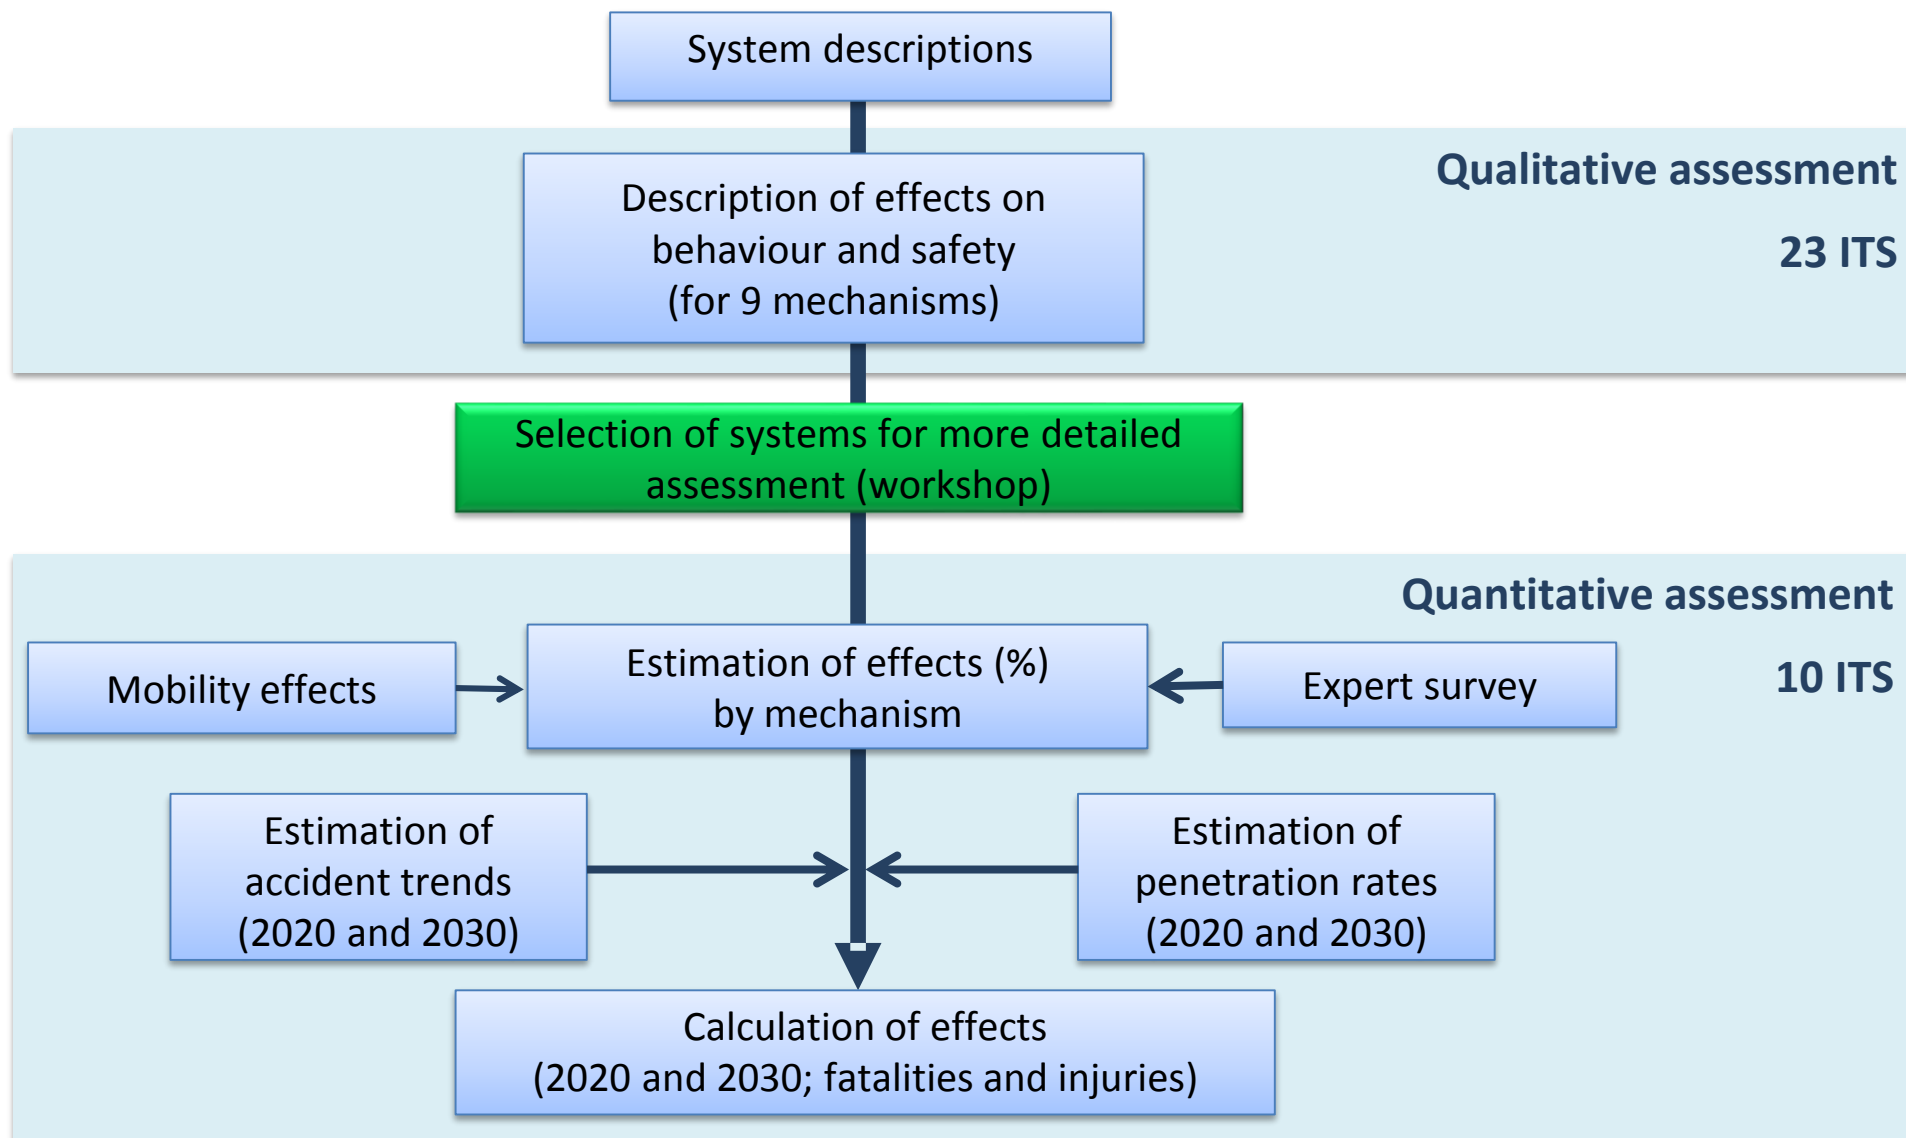 System descriptions
Qualitative assessment
23 ITS
Description of effects on
behaviour and safety
(for 9 mechanisms)
Selection of systems for more detailed
assessment (workshop)
Quantitative assessment
10 ITS
Mobility effects
Estimation of effects (%)
by mechanism
Expert survey
Estimation of
accident trends
(2020 and 2030)
Estimation of
penetration rates
(2020 and 2030)
Calculation of effects
(2020 and 2030; fatalities and injuries)